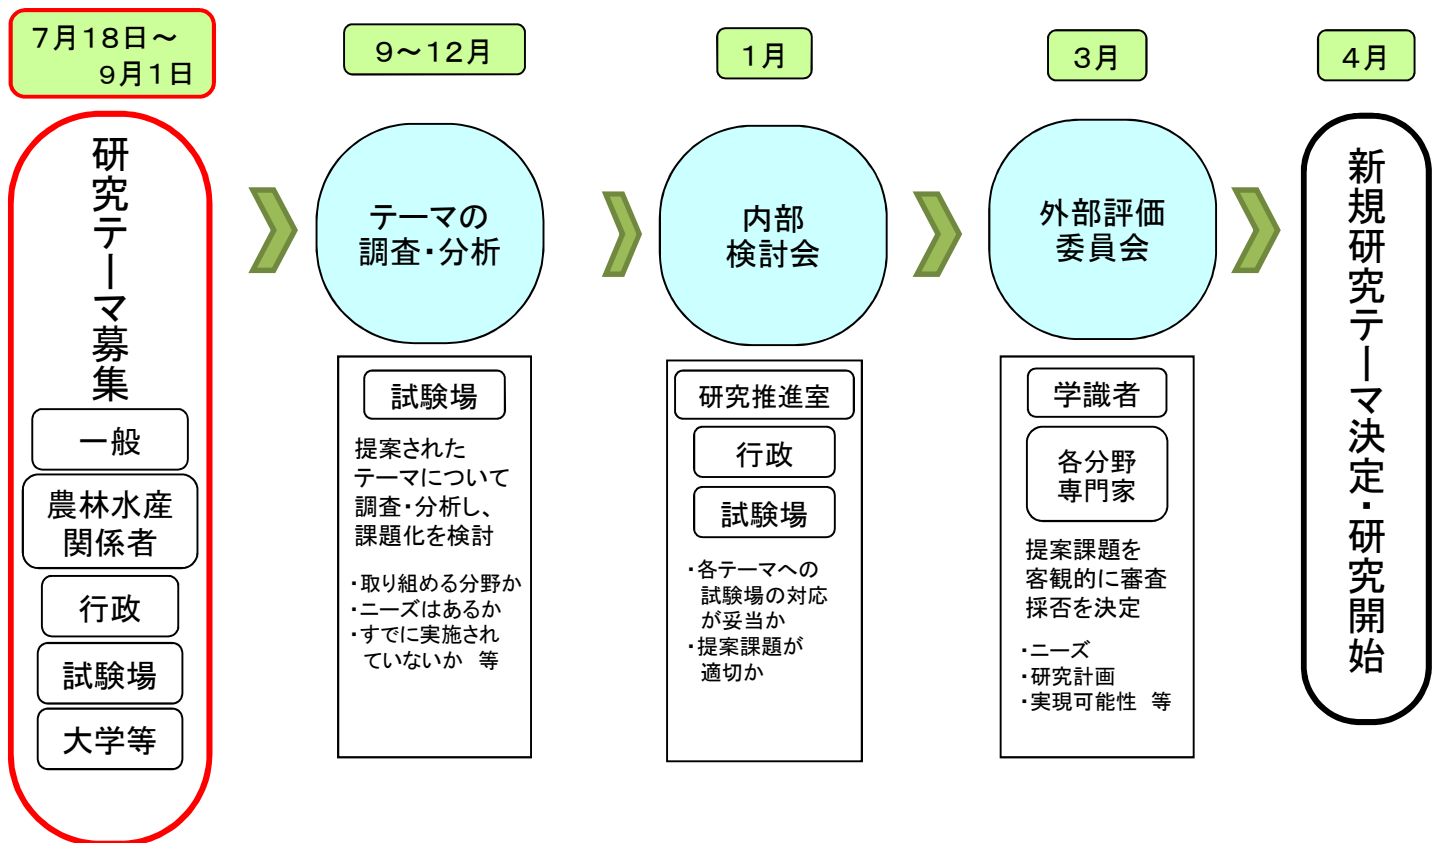 ７月１８日～
９月１日
研究テーマ募集
一般
農林水産
関係者
行政
試験場
大学等
９～１２月
テーマの
調査・分析
試験場
提案された
テーマについて
調査・分析し、
課題化を検討
・取り組める分野か
・ニーズはあるか
・すでに実施され
ていないか　等
１月
内部
検討会
研究推進室
行政
試験場
・各テーマへの
試験場の対応
が妥当か
・提案課題が
適切か
３月
外部評価
委員会
学識者
各分野
専門家
提案課題を
客観的に審査
採否を決定
・ニーズ
・研究計画
・実現可能性　等
４月
新規研究テーマ決定・研究開始